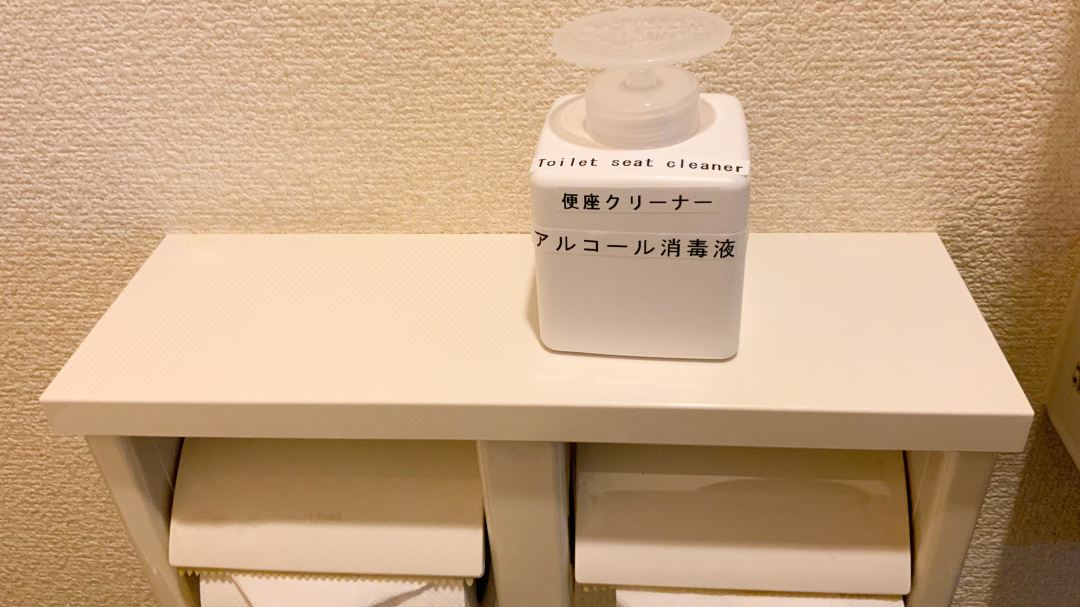 Toilet seat cleaner
便座クリーナー
アルコール消毒液